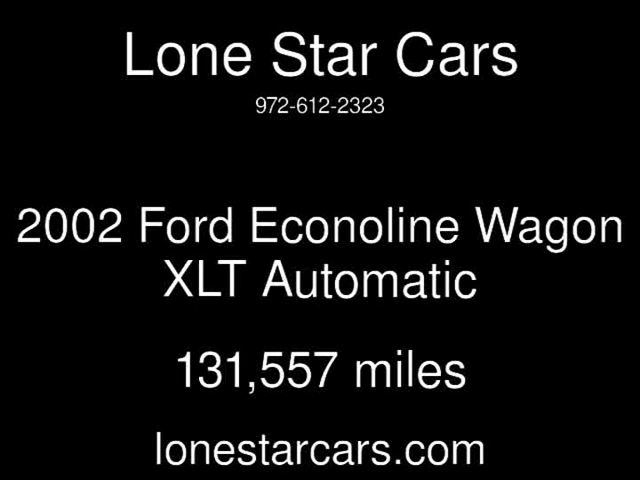 Lone Star Cars
972-612-2323
2002 Ford Econoline Wagon
XLT Automatic
131,557 miles
lonestarcars.com